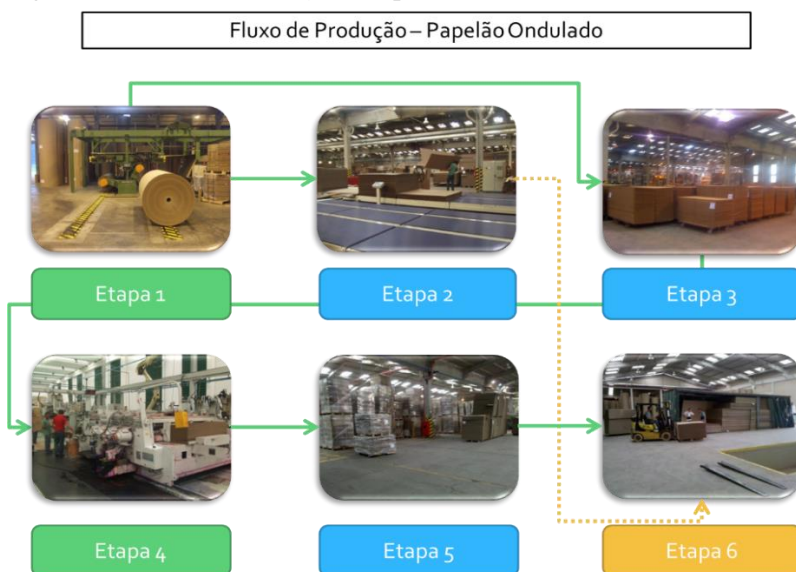 Fluxo de Produção – Papelão Ondulado
Etapa 1
Etapa 2
Etapa 3
Etapa 4
Etapa 5
Etapa 6